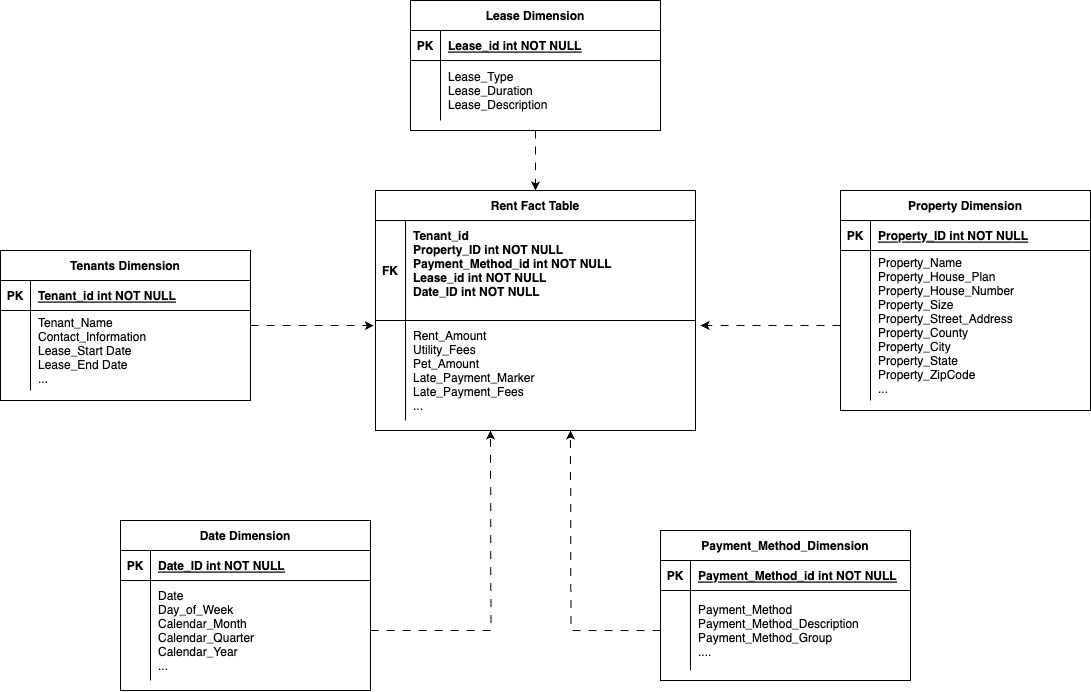 Lease Dimension
PK
Lease_id int NOT NULL
Lease_Type
Lease_Duration
Lease_Description
Rent Fact Table
FK
Tenant_id
Property_ID int NOT NULL
Payment_Method_id int NOT NULL
Lease_id int NOT NULL
Date_ID int NOT NULL
Rent_Amount
Utility_Fees
Pet_Amount
Late_Payment_Marker
Late_Payment_Fees
...
Property Dimension
PK
Property_ID int NOT NULL
Property_Name
Property_House_Plan
Property_House_Number
Property_Size
Property_Street_Address
Property_County
Property_City
Property_State
Property_ZipCode
...
Tenants Dimension
PK
Tenant_id int NOT NULL
Tenant_Name
Contact_Information
Lease_Start Date
Lease_End Date
...
Date Dimension
PK
Date_ID int NOT NULL
Date
Day_of_Week
Calendar_Month
Calendar_Quarter
Calendar_Year
...
Payment_Method_Dimension
PK
Payment_Method_id int NOT NULL
Payment_Method
Payment_Method_Description
Payment_Method_Group
....